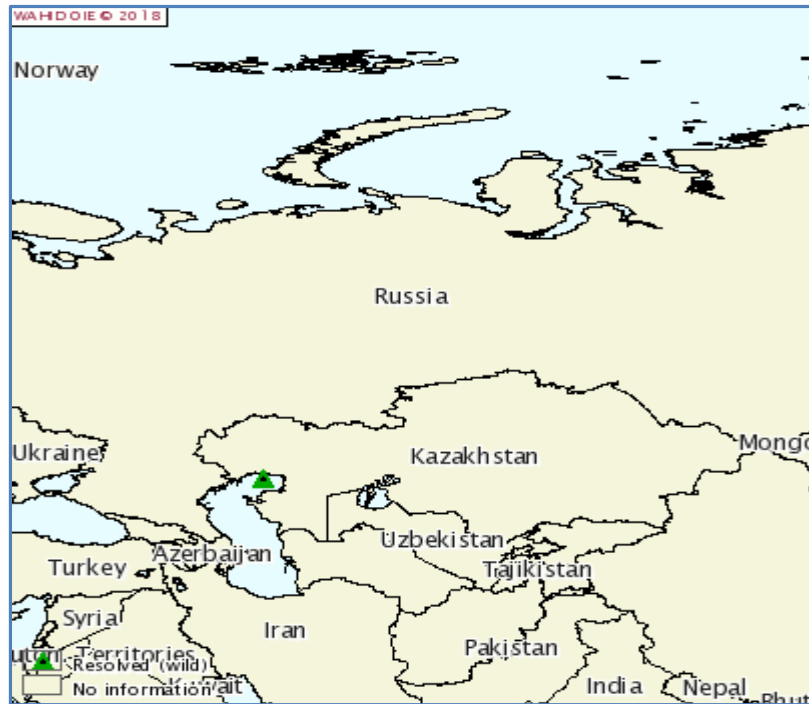 WAHIDOIE © 2018
Norway
Russia
Ukraine
Kazakhstan
Mongo
Uzbekistan
Azerbaijan
Turkey
Tajikistan
Syria
Iran
Pakistan
Territories
Resolved (wild)
No information
India
Nepal
Bhut